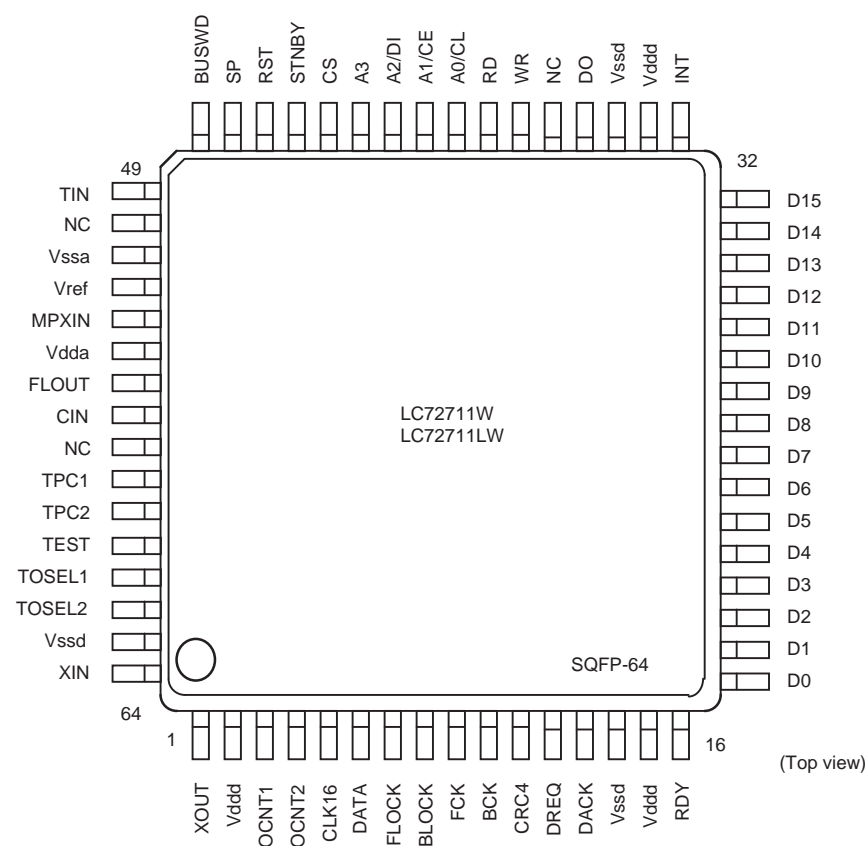 BUSWD
SP
RST
STNBY
CS
A3
A2/DI
A1/CE
A0/CL
RD
WR
NC
DO
Vssd
Vddd
INT
49
32
TIN
NC
Vssa
Vref
MPXIN
Vdda
FLOUT
CIN
NC
TPC1
TPC2
TEST
TOSEL1
TOSEL2
Vssd
XIN
LC72711W
LC72711LW
SQFP-64
D15
D14
D13
D12
D11
D10
D9
D8
D7
D6
D5
D4
D3
D2
D1
D0
64
1
16
(Top view)
XOUT
Vddd
OCNT1
OCNT2
CLK16
DATA
FLOCK
BLOCK
FCK
BCK
CRC4
DREQ
DACK
Vssd
Vddd
RDY